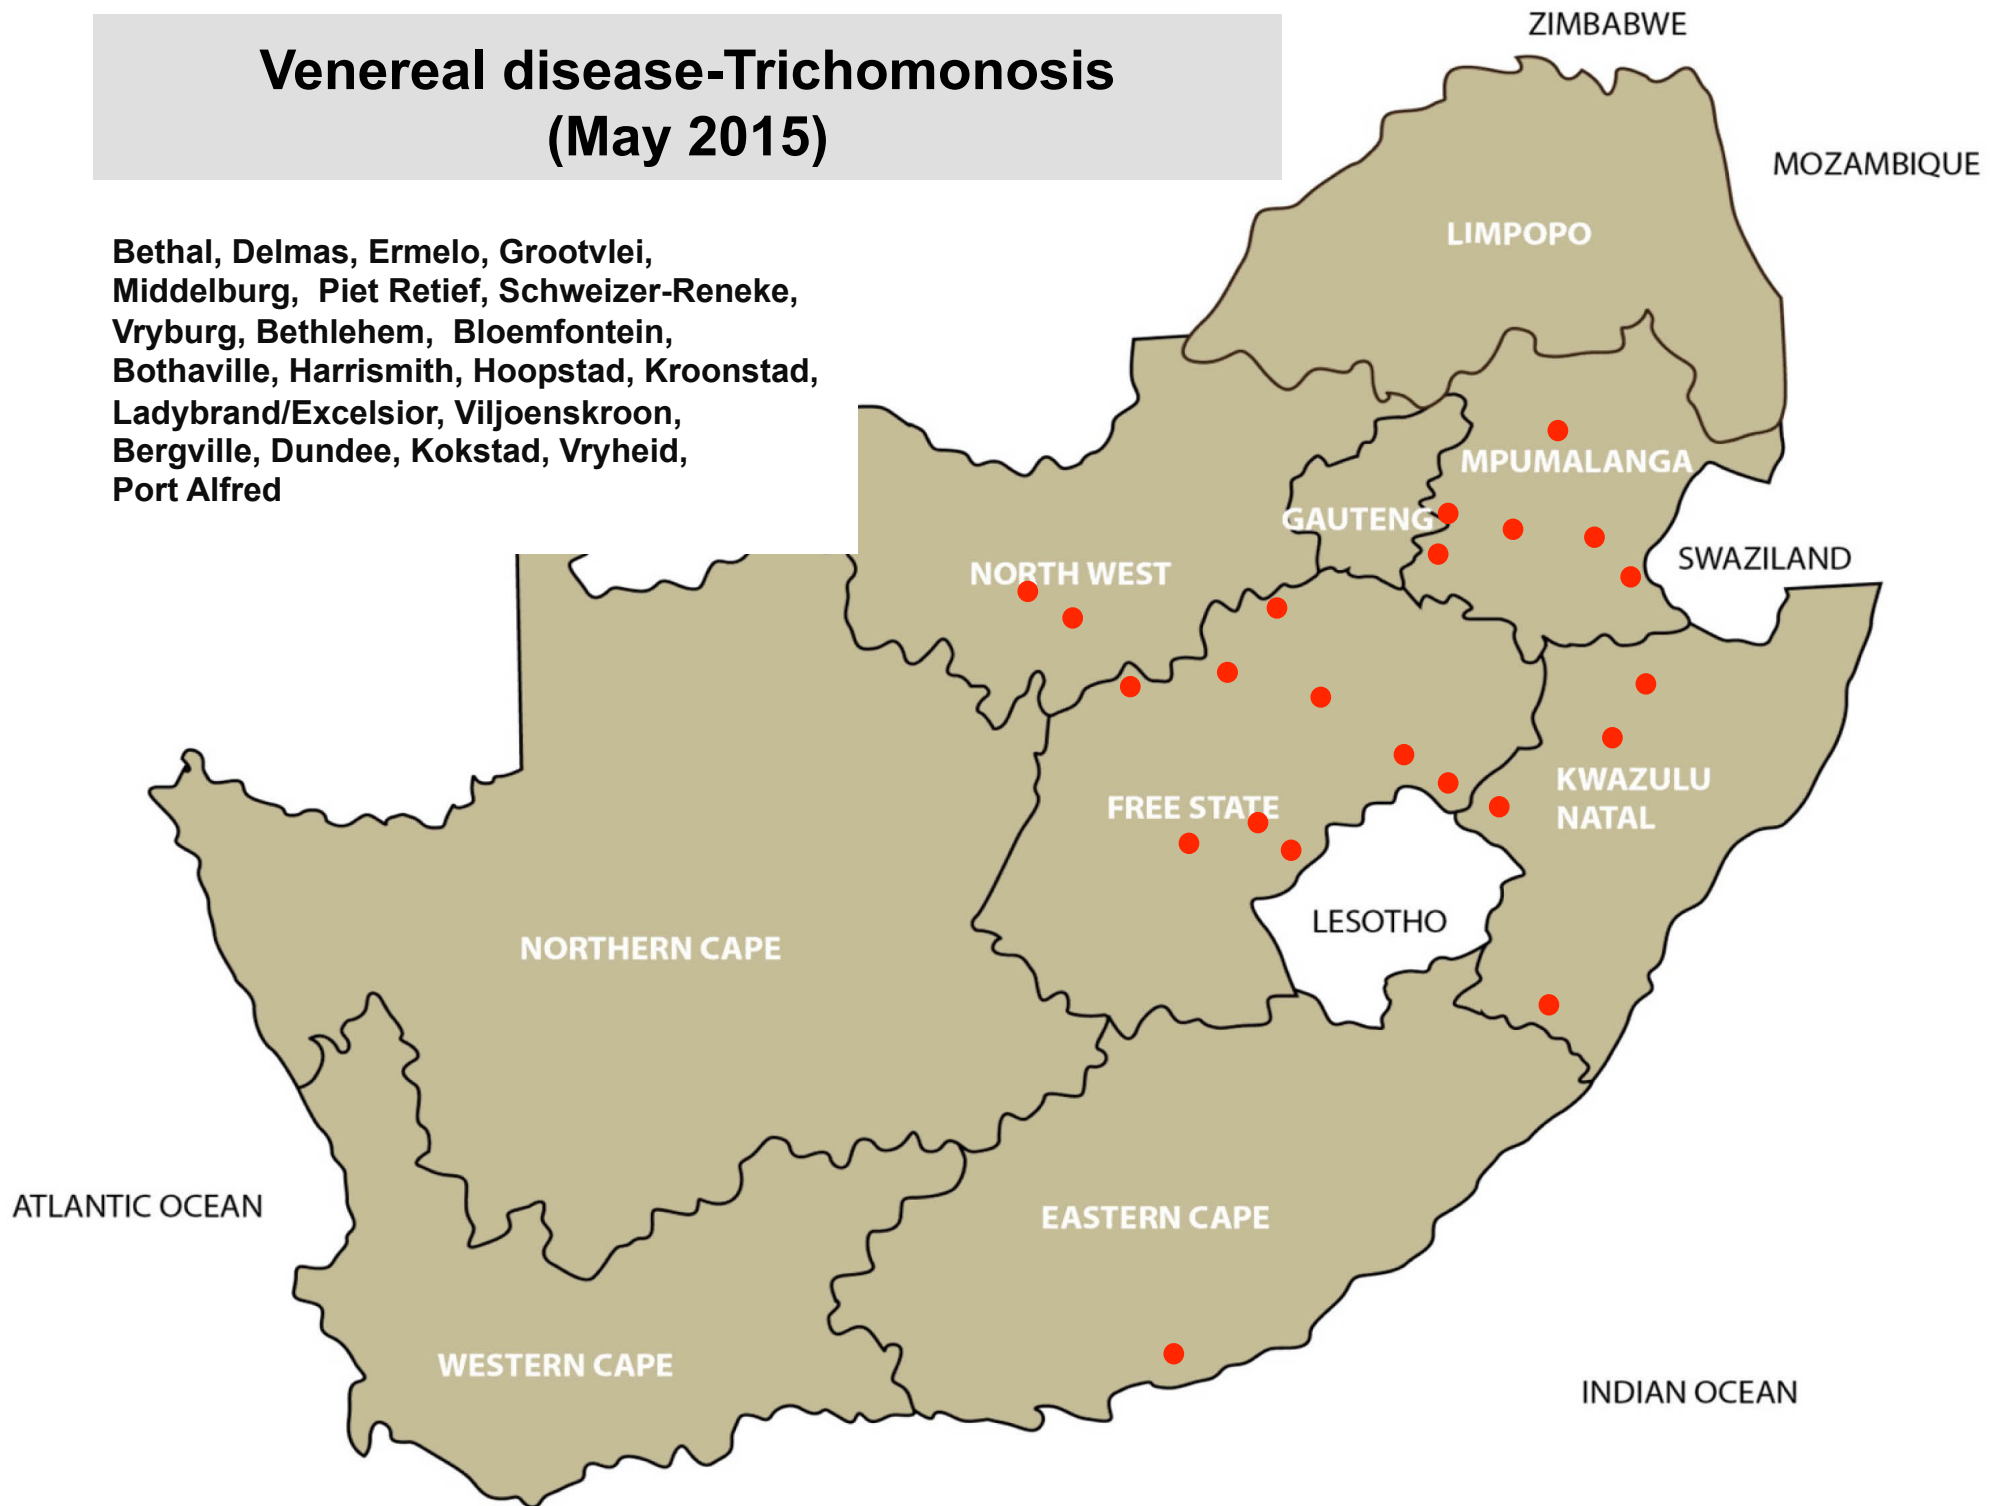 Venereal disease-Trichomonosis
(May 2015)
Bethal, Delmas, Ermelo, Grootvlei,
Middelburg, Piet Retief, Schweizer-Reneke,
Vryburg, Bethlehem, Bloemfontein,
Bothaville, Harrismith, Hoopstad, Kroonstad,
Ladybrand/Excelsior, Viljoenskroon,
Bergville, Dundee, Kokstad, Vryheid,
Port Alfred
ZIMBABWE
MOZAMBIQUE
LIMPOPO
MPUMALANGA
GAUTENG
NORTH WEST
SWAZILAND
FREE STATE
KWAZULU
NATAL
LESOTHO
NORTHERN CAPE
ATLANTIC OCEAN
EASTERN CAPE
WESTERN CAPE
INDIAN OCEAN